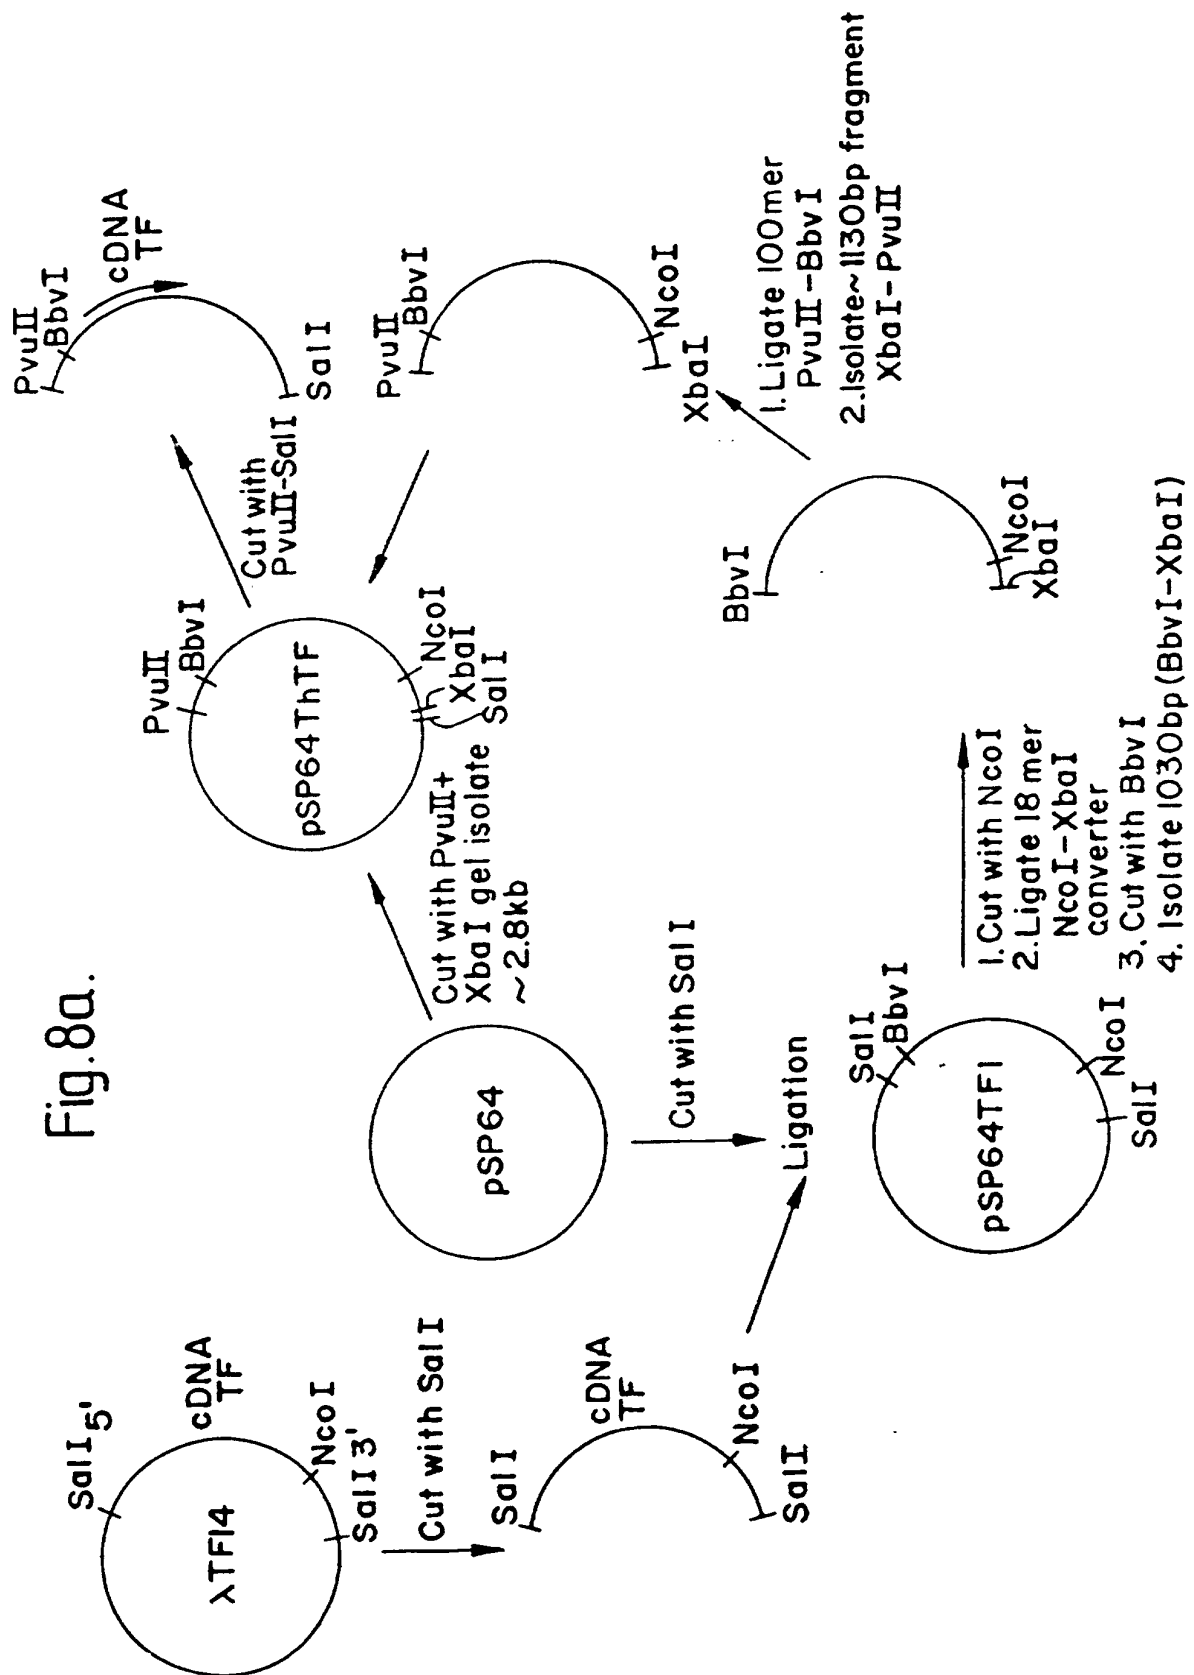 Fig.8a.
SalI 5'
cDNA
TF
λTF14
NcoI
SalI 3'
Cut with SalI
SalI
cDNA
TF
NcoI
SalI
pSP64
Cut with SalI
Ligation
SalI
BbvI
pSP64TF1
NcoI
SalI
1. Cut with NcoI
2. Ligate 18 mer
NcoI-XbaI
converter
3. Cut with BbvI
4. Isolate 1030bp (BbvI-XbaI)
BbvI
NcoI
XbaI
1. Ligate 100mer
PvuII-BbvI
2. Isolate ~1130bp fragment
XbaI-PvuII
PvuII
BbvI
NcoI
XbaI
Cut with PvuII+
XbaI gel isolate
~2.8kb
PvuII
BbvI
pSP64ThTF
NcoI
XbaI
SalI
Cut with
PvuII-SalI
PvuII
BbvI
cDNA
TF
SalI